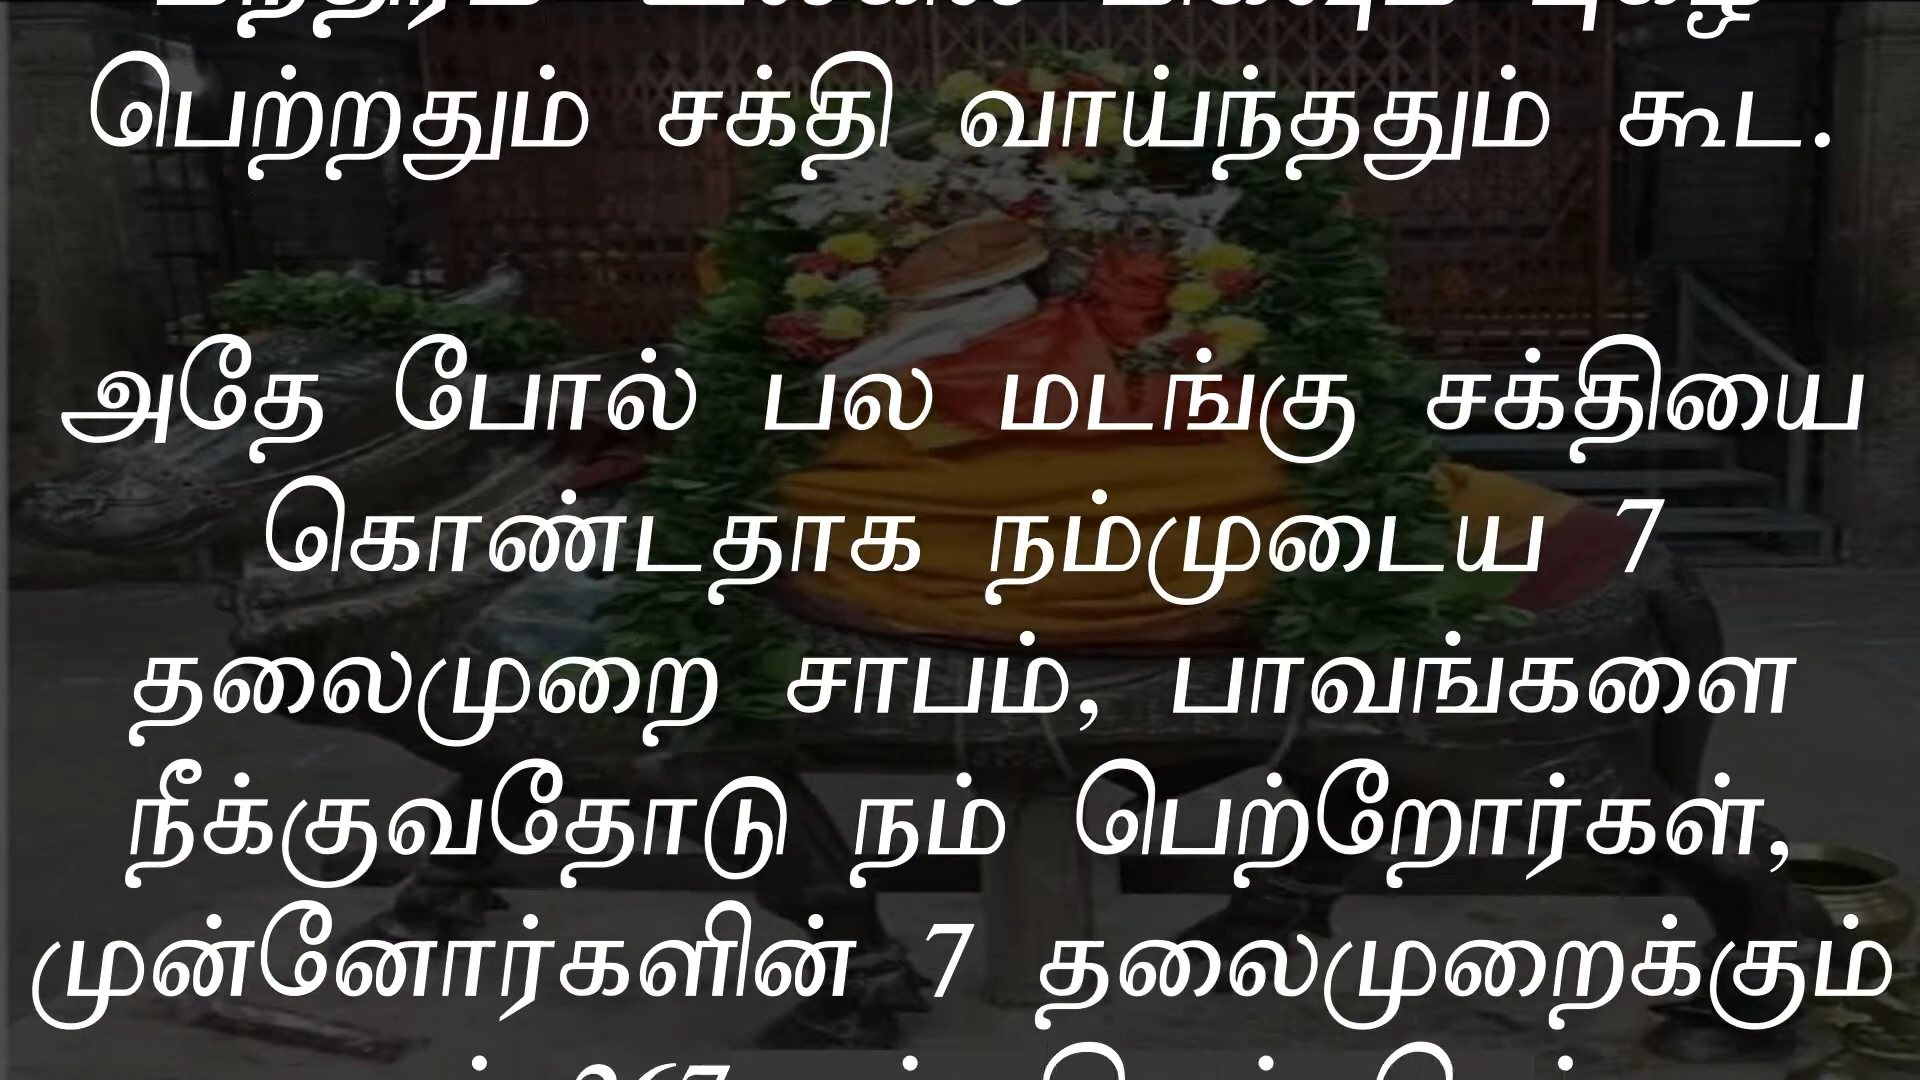 பெற்றதும் சக்தி வாய்ந்ததும் கூட.
அதே போல் பல மடங்கு சக்தியை
கொண்டதாக நம்முடைய 7
தலைமுறை சாபம், பாவங்களை
நீக்குவதோடு நம் பெற்றோர்கள்,
முன்னோர்களின் 7 தலைமுறைக்கும்